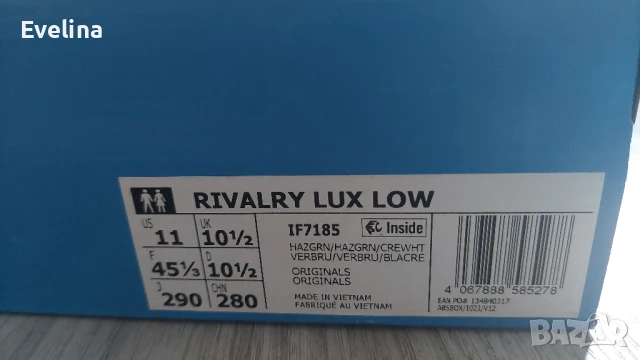 Evelina
RIVALRY LUX LOW
US 11 UK 10½
F 45⅓ D 10½
J 290 CHN 280
IF7185 Inside
HAZGRN/HAZGRN/CREWHT
VERBRU/VERBRU/BLACRE
ORIGINALS
ORIGINALS
MADE IN VIETNAM
FABRIQUÉ AU VIETNAM
4 067888 585278
EAN PO# 134840317
ABSBOX/1023/V12
bazar